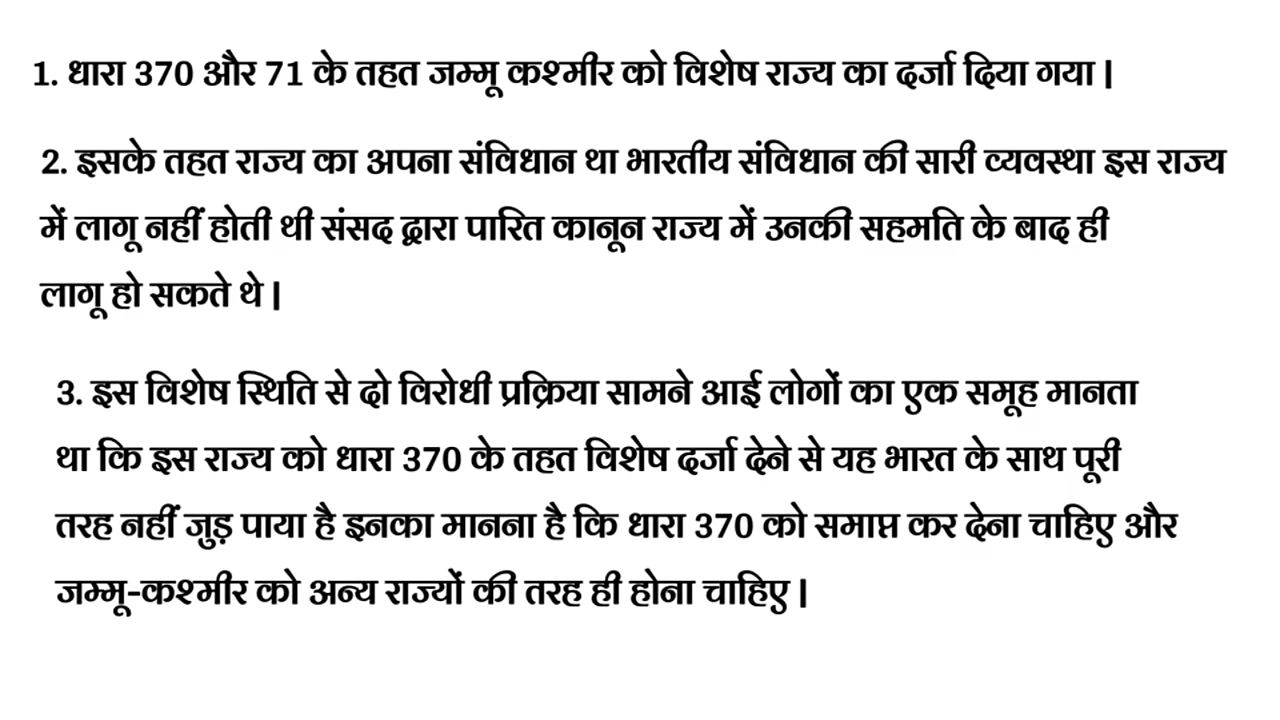 1. धारा 370 और 71 के तहत जम्मू कश्मीर को विशेष राज्य का दर्जा दिया गया |
2. इसके तहत राज्य का अपना संविधान था भारतीय संविधान की सारी व्यवस्था इस राज्य
में लागू नहीं होती थी संसद द्वारा पारित कानून राज्य में उनकी सहमति के बाद ही
लागू हो सकते थे |
3. इस विशेष स्थिति से दो विरोधी प्रक्रिया सामने आई लोगों का एक समूह मानता
था कि इस राज्य को धारा 370 के तहत विशेष दर्जा देने से यह भारत के साथ पूरी
तरह नहीं जुड़ पाया है इनका मानना है कि धारा 370 को समाप्त कर देना चाहिए और
जम्मू-कश्मीर को अन्य राज्यों की तरह ही होना चाहिए |